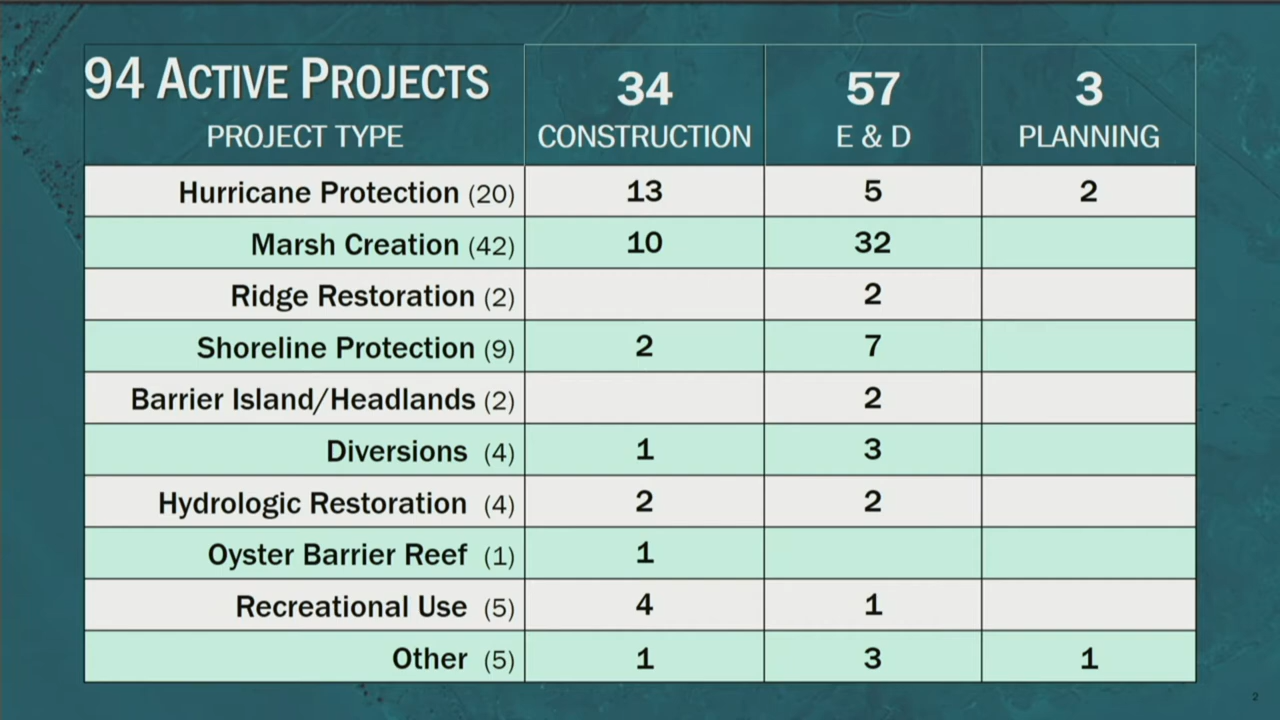 94 ACTIVE PROJECTS 34 57 3
PROJECT TYPE CONSTRUCTION E & D PLANNING
Hurricane Protection (20) 13 5 2
Marsh Creation (42) 10 32
Ridge Restoration (2) 2
Shoreline Protection (9) 2 7
Barrier Island/Headlands (2) 2
Diversions (4) 1 3
Hydrologic Restoration (4) 2 2
Oyster Barrier Reef (1) 1
Recreational Use (5) 4 1
Other (5) 1 3 1
2